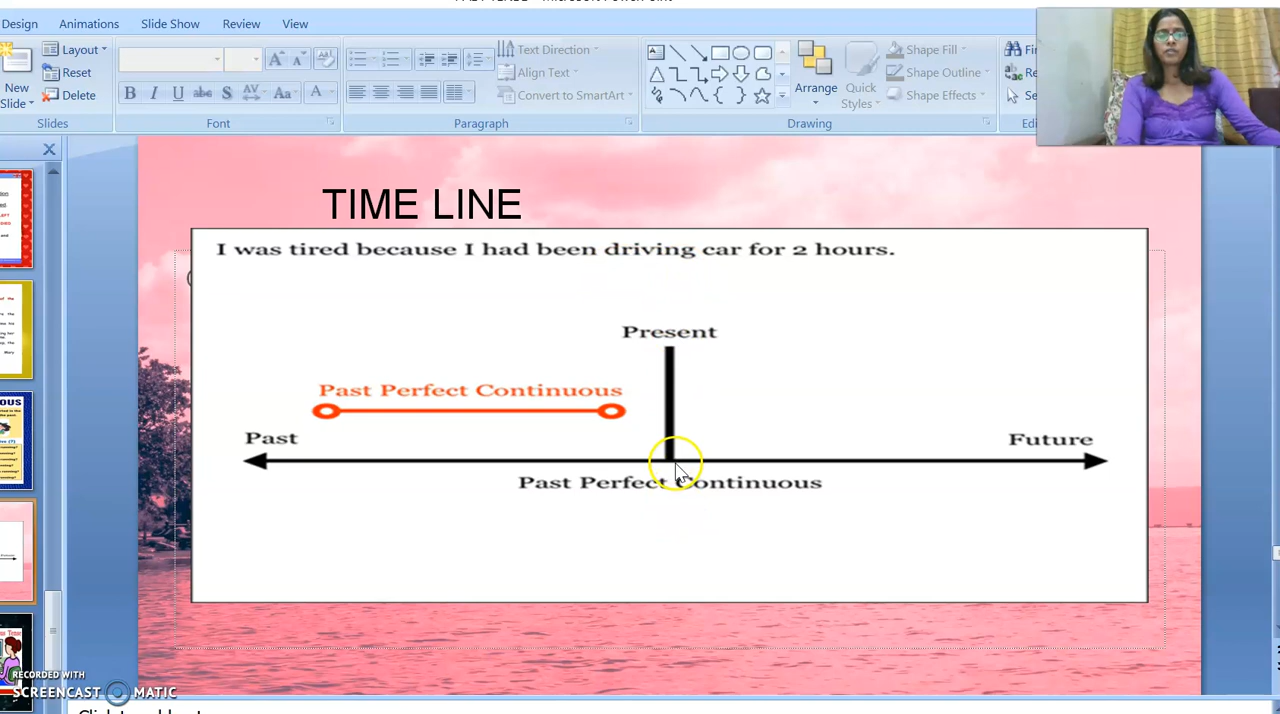 Design Animations Slide Show Review View
Layout
Reset
New
Slide
Delete
Slides
Font
Text Direction
Align Text
Convert to SmartArt
Paragraph
Arrange
Quick
Styles
Shape Fill
Shape Outline
Shape Effects
Drawing
TIME LINE
I was tired because I had been driving car for 2 hours.
Present
Past Perfect Continuous
Past
Future
Past Perfect Continuous
RECORDED WITH
SCREENCAST MATIC